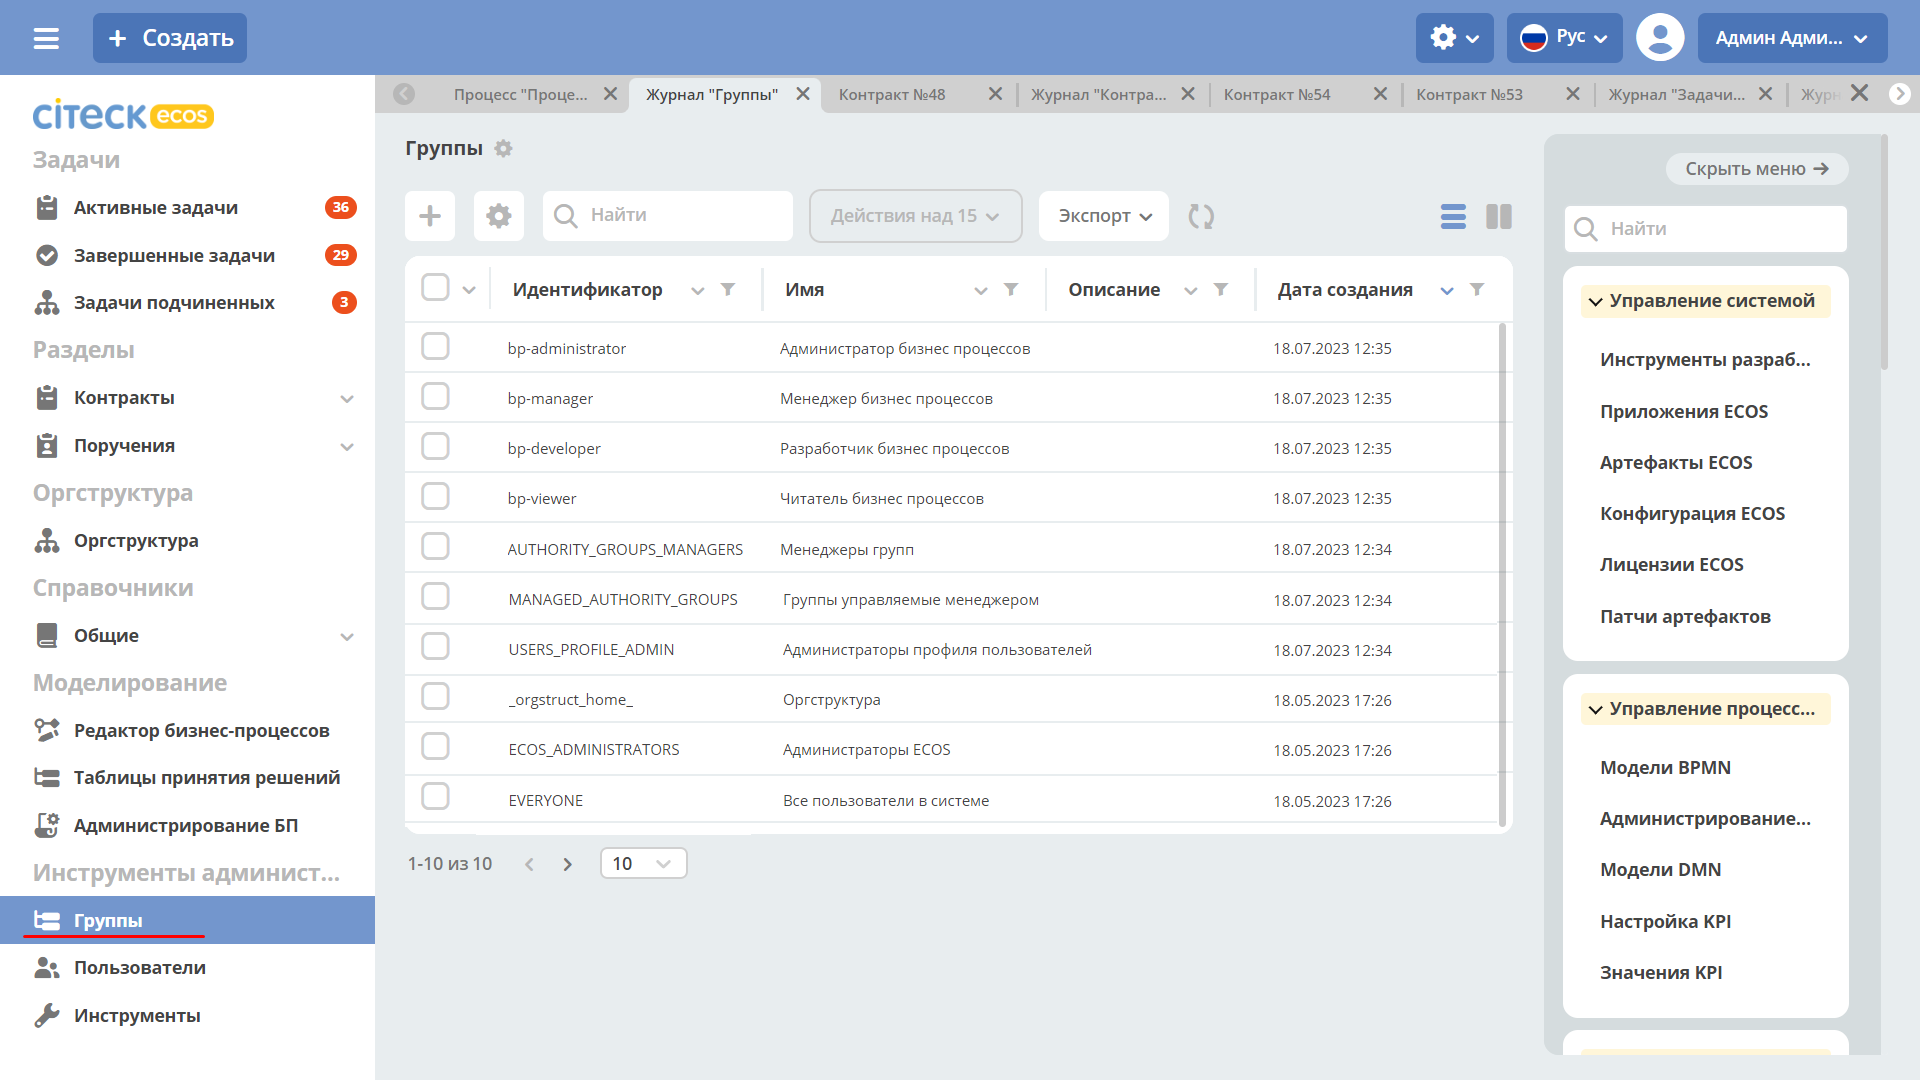 Создать
Рус
Админ Адми...
citeck ecos
Процесс "Проце...
Журнал "Группы"
Контракт №48
Журнал "Контра...
Контракт №54
Контракт №53
Журнал "Задачи...
Журн
Задачи
Активные задачи 36
Завершенные задачи 29
Задачи подчиненных 3
Разделы
Контракты
Поручения
Оргструктура
Оргструктура
Справочники
Общие
Моделирование
Редактор бизнес-процессов
Таблицы принятия решений
Администрирование БП
Инструменты админист...
Группы
Пользователи
Инструменты
Группы
Найти
Действия над 15
Экспорт
Идентификатор Имя Описание Дата создания
bp-administrator Администратор бизнес процессов 18.07.2023 12:35
bp-manager Менеджер бизнес процессов 18.07.2023 12:35
bp-developer Разработчик бизнес процессов 18.07.2023 12:35
bp-viewer Читатель бизнес процессов 18.07.2023 12:35
AUTHORITY_GROUPS_MANAGERS Менеджеры групп 18.07.2023 12:34
MANAGED_AUTHORITY_GROUPS Группы управляемые менеджером 18.07.2023 12:34
USERS_PROFILE_ADMIN Администраторы профиля пользователей 18.07.2023 12:34
_orgstruct_home_ Оргструктура 18.05.2023 17:26
ECOS_ADMINISTRATORS Администраторы ECOS 18.05.2023 17:26
EVERYONE Все пользователи в системе 18.05.2023 17:26
1-10 из 10
10
Скрыть меню
Найти
Управление системой
Инструменты разраб...
Приложения ECOS
Артефакты ECOS
Конфигурация ECOS
Лицензии ECOS
Патчи артефактов
Управление процесс...
Модели BPMN
Администрирование...
Модели DMN
Настройка KPI
Значения KPI